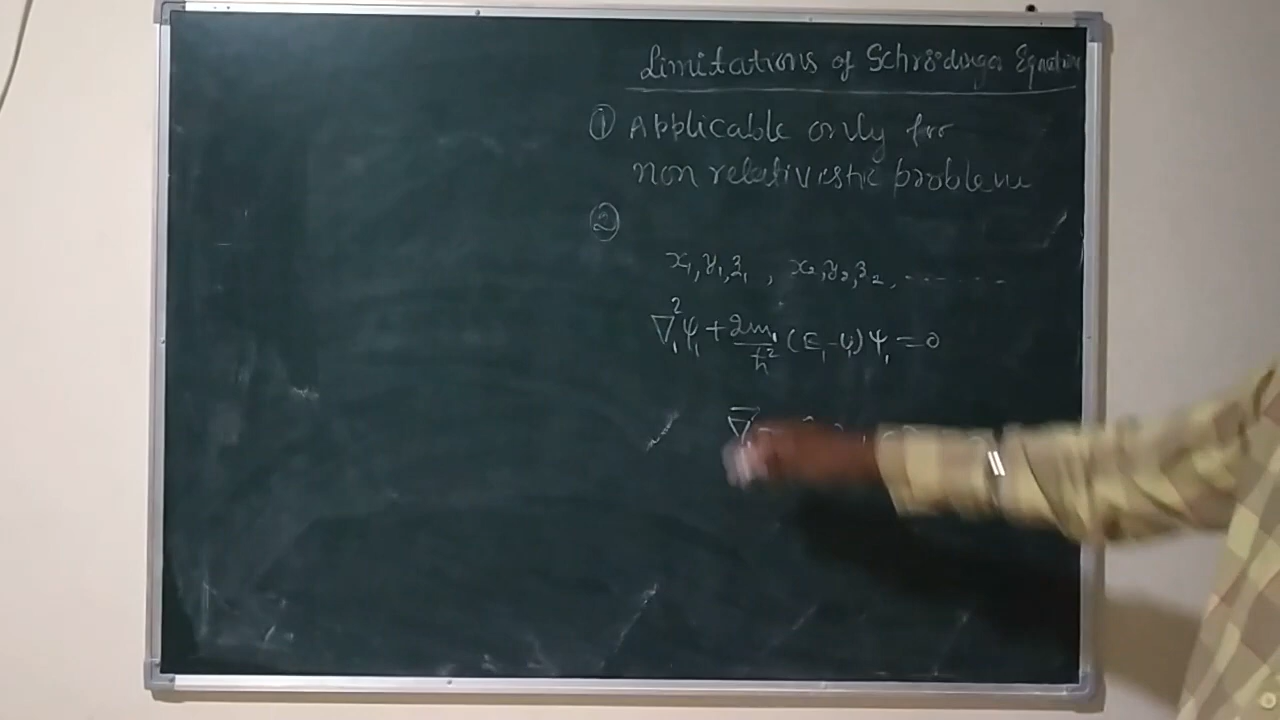 Limitations of Schrödinger Equation
① Applicable only for
non relativistic problem
②
x₁, y₁, z₁ , x₂, y₂, z₂, .......
∇₁²ψ₁ + 2m₁/ħ² (E₁-U₁)ψ₁ = 0